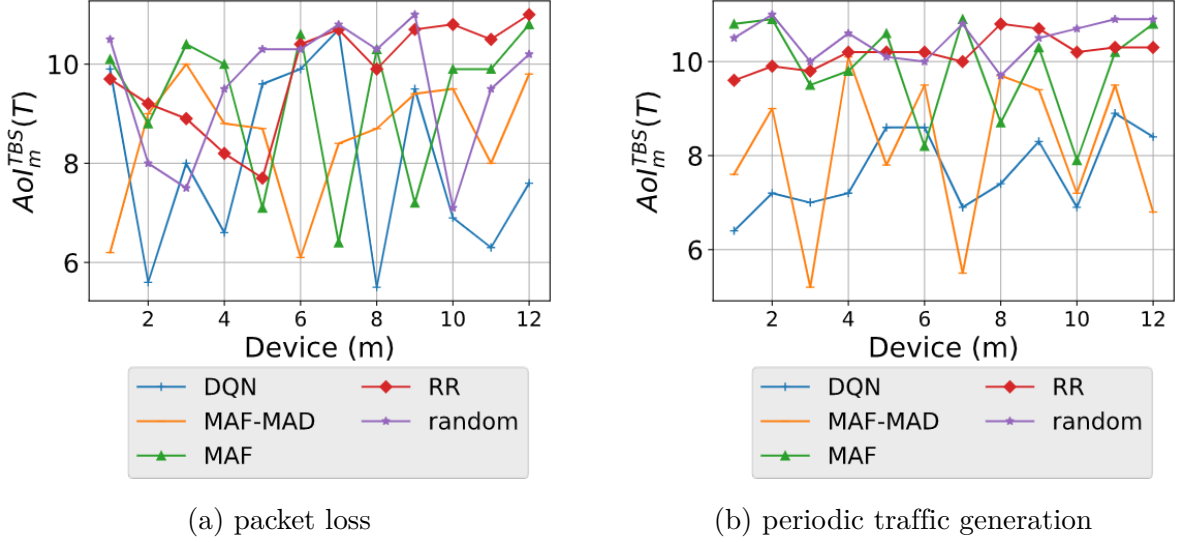 10
8
6
AoI_m^{TBS}(T)
2 4 6 8 10 12
Device (m)
DQN RR
MAF-MAD random
MAF
(a) packet loss
10
8
6
AoI_m^{TBS}(T)
2 4 6 8 10 12
Device (m)
DQN RR
MAF-MAD random
MAF
(b) periodic traffic generation